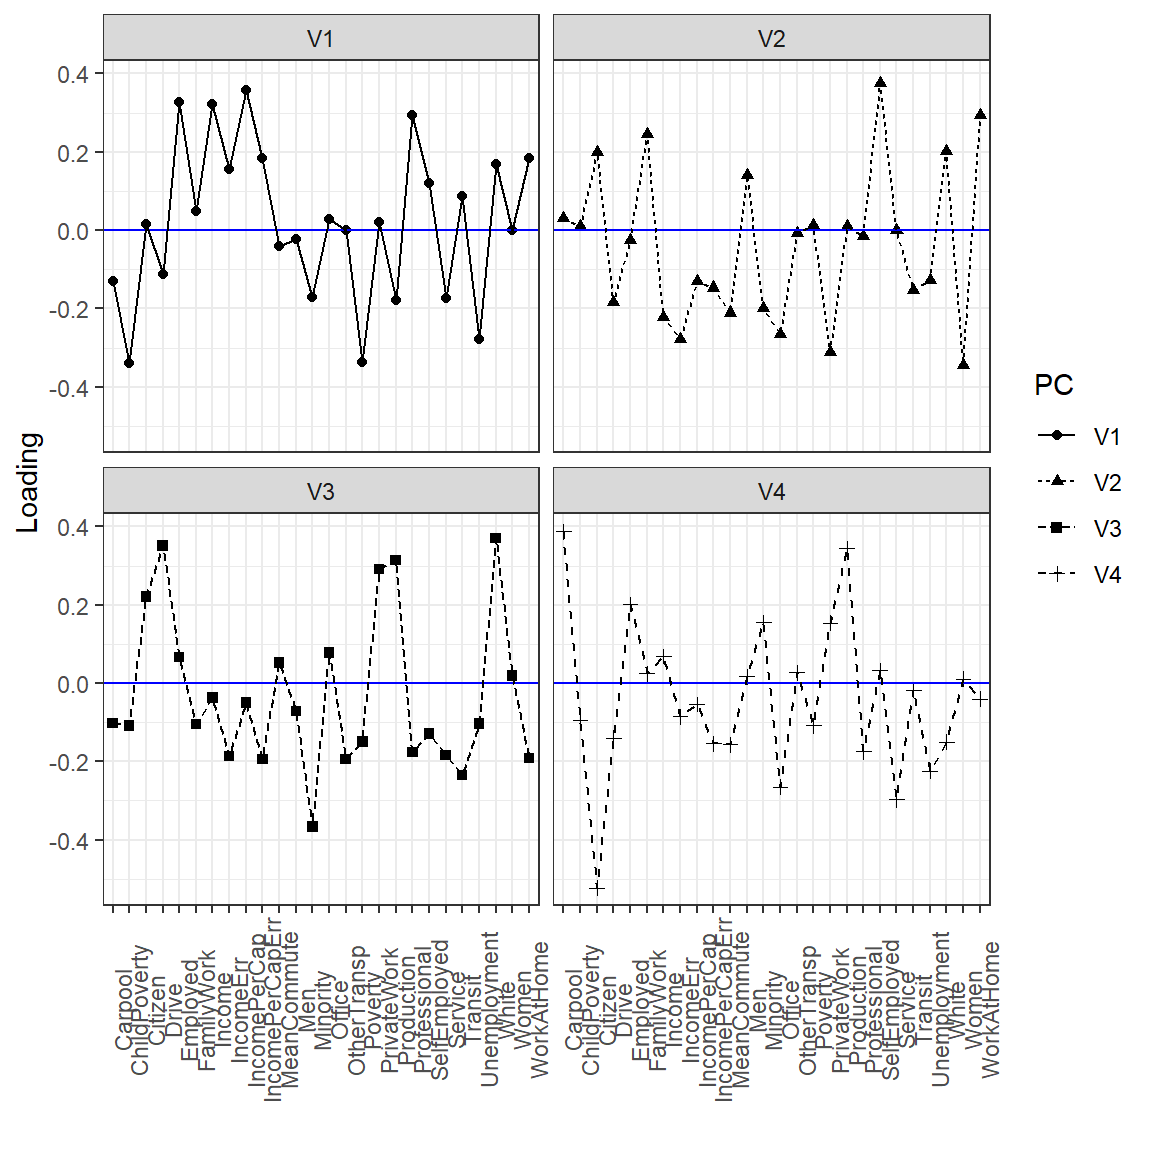 V1
V2
0.4
0.2
0.0
-0.2
-0.4
Loading
V3
V4
0.4
0.2
0.0
-0.2
-0.4
Carpool
ChildPoverty
Citizen
Drive
Employed
FamilyWork
Income
IncomeErr
IncomePerCap
IncomePerCapErr
MeanCommute
Men
Minority
Office
OtherTransp
Poverty
PrivateWork
Production
Professional
SelfEmployed
Service
Transit
Unemployment
White
Women
WorkAtHome
Carpool
ChildPoverty
Citizen
Drive
Employed
FamilyWork
Income
IncomeErr
IncomePerCap
IncomePerCapErr
MeanCommute
Men
Minority
Office
OtherTransp
Poverty
PrivateWork
Production
Professional
SelfEmployed
Service
Transit
Unemployment
White
Women
WorkAtHome
PC
V1
V2
V3
V4